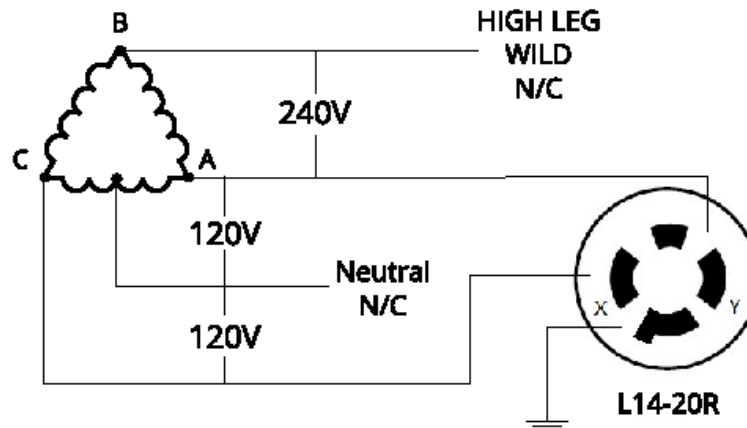 B
HIGH LEG
WILD
N/C
240V
C
A
120V
Neutral
N/C
120V
X
Y
L14-20R